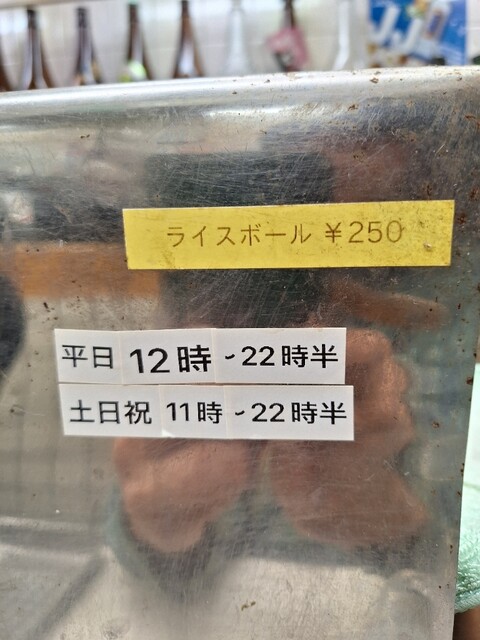 ライスボール ¥250
平日 12時 - 22時半
土日祝 11時 - 22時半